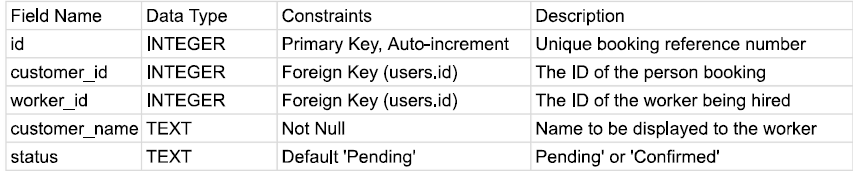 Field Name Data Type Constraints Description
id INTEGER Primary Key, Auto-increment Unique booking reference number
customer_id INTEGER Foreign Key (users.id) The ID of the person booking
worker_id INTEGER Foreign Key (users.id) The ID of the worker being hired
customer_name TEXT Not Null Name to be displayed to the worker
status TEXT Default 'Pending' Pending' or 'Confirmed'